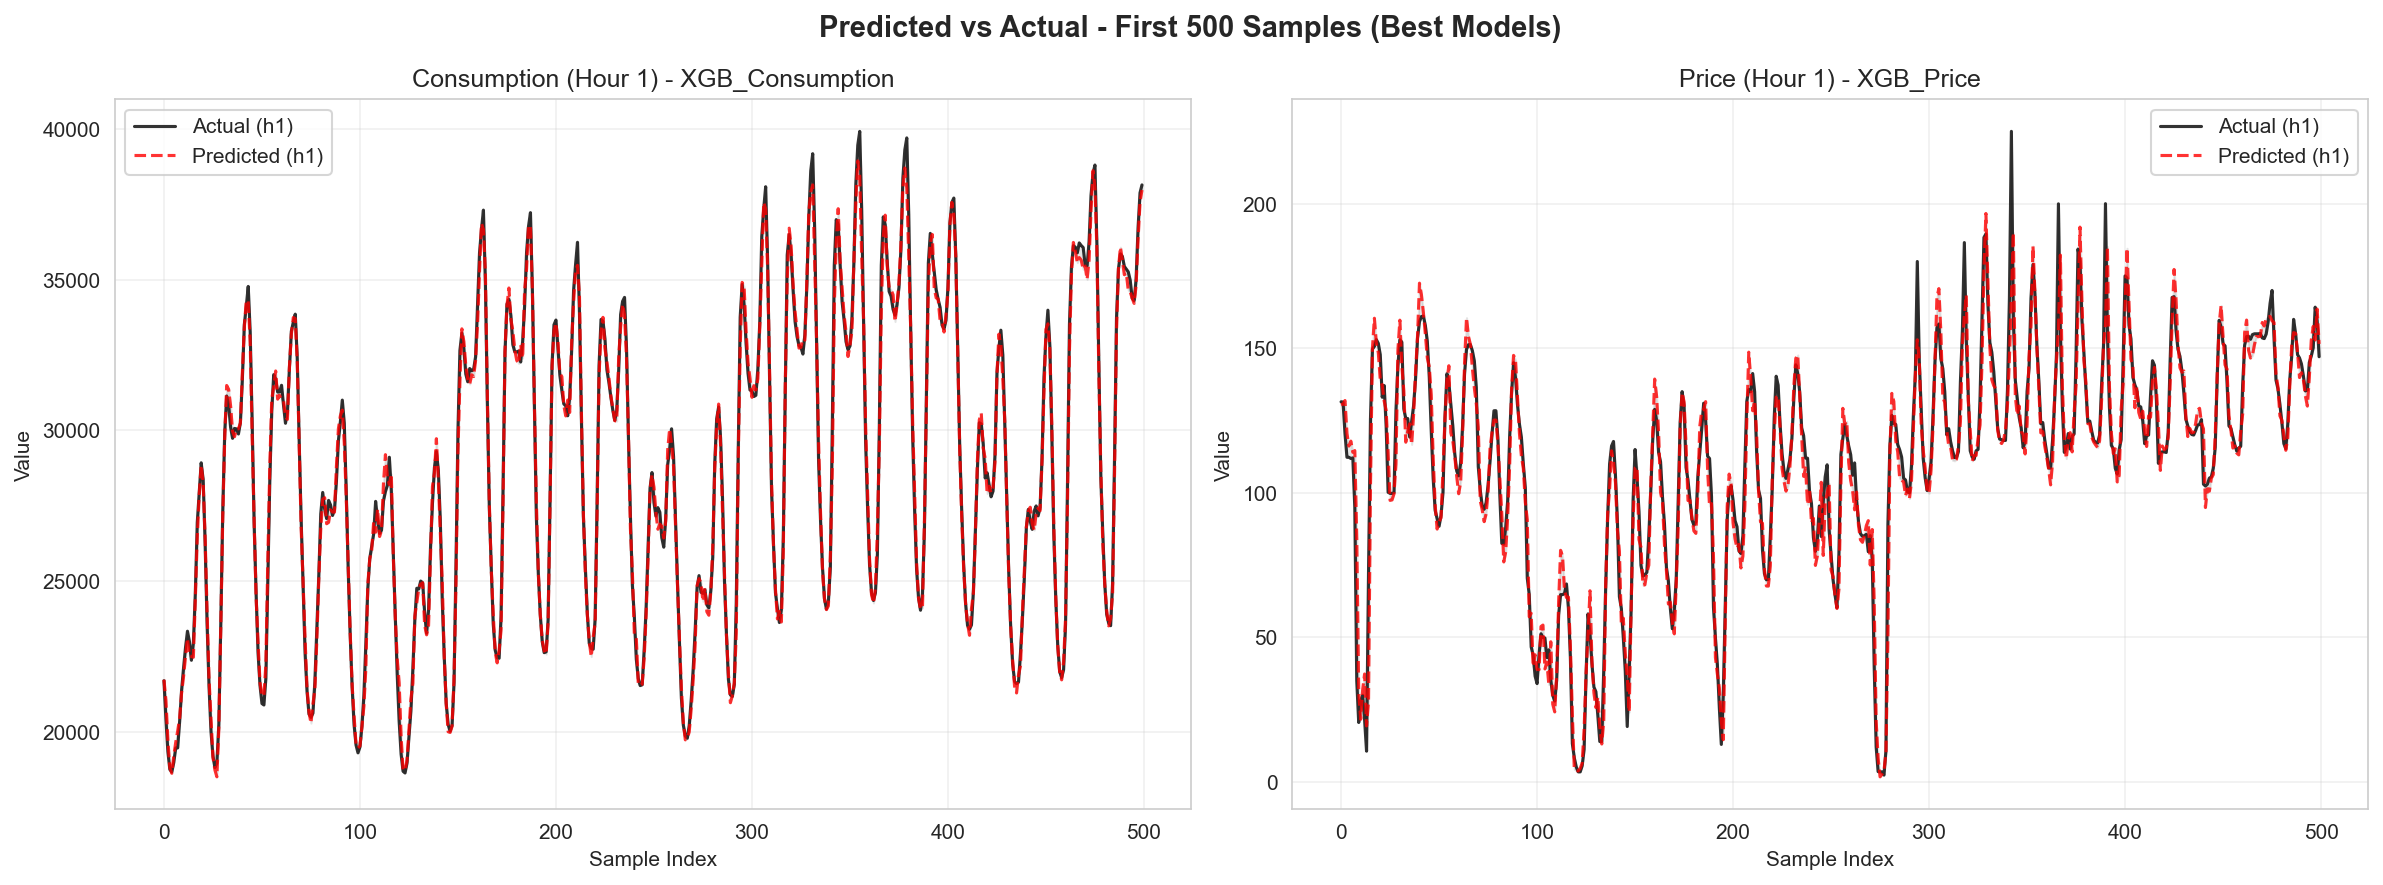 Predicted vs Actual - First 500 Samples (Best Models)
Consumption (Hour 1) - XGB_Consumption
Actual (h1)
Predicted (h1)
40000
35000
30000
25000
20000
Value
0
100
200
300
400
500
Sample Index
Price (Hour 1) - XGB_Price
Actual (h1)
Predicted (h1)
200
150
100
50
0
Value
0
100
200
300
400
500
Sample Index